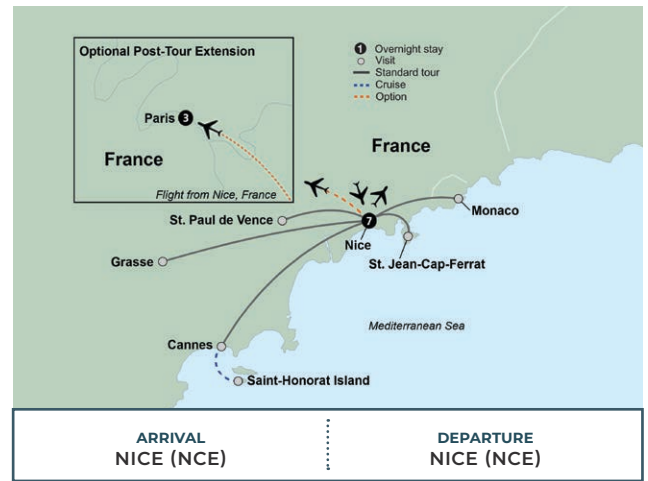 Optional Post-Tour Extension
Paris 3
France
Flight from Nice, France
1 Overnight stay
Visit
Standard tour
Cruise
Option
France
St. Paul de Vence
7
Nice
Monaco
St. Jean-Cap-Ferrat
Grasse
Mediterranean Sea
Cannes
Saint-Honorat Island
ARRIVAL
NICE (NCE)
DEPARTURE
NICE (NCE)